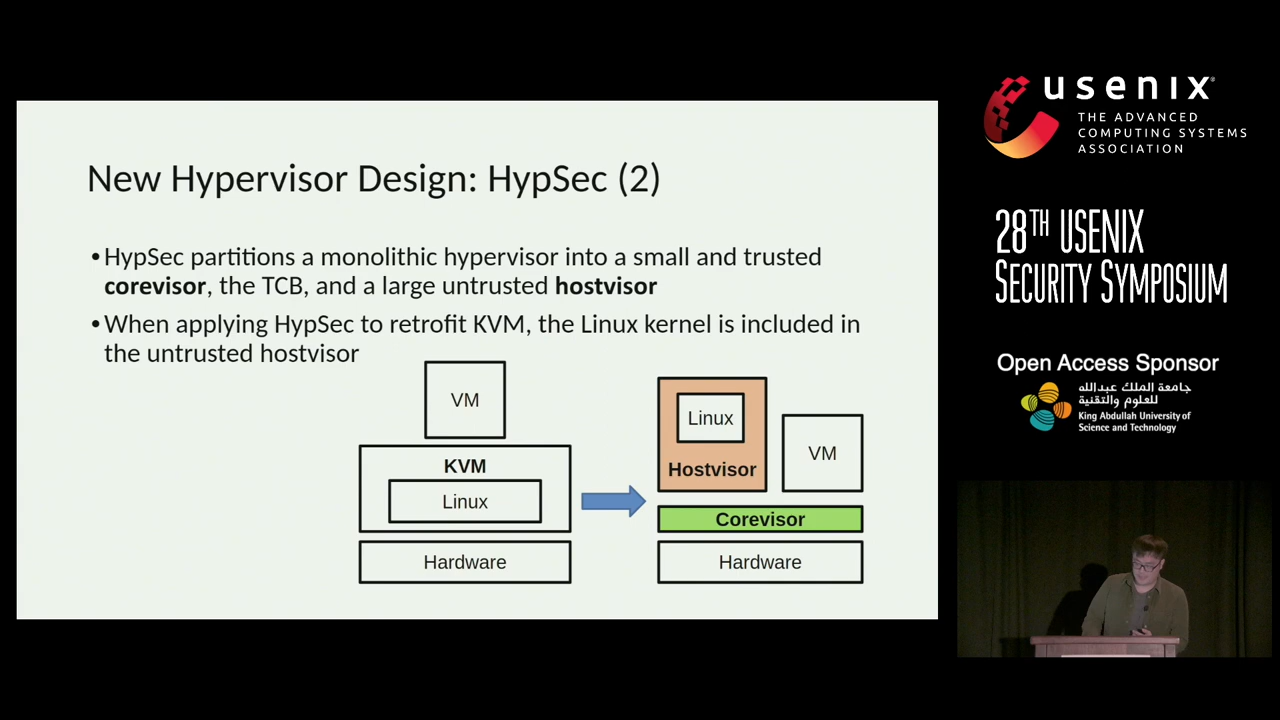 New Hypervisor Design: HypSec (2)
•HypSec partitions a monolithic hypervisor into a small and trusted
corevisor, the TCB, and a large untrusted hostvisor
•When applying HypSec to retrofit KVM, the Linux kernel is included in
the untrusted hostvisor
VM
KVM
Linux
Hardware
Linux
Hostvisor
VM
Corevisor
Hardware
usenix
THE ADVANCED
COMPUTING SYSTEMS
ASSOCIATION
28TH USENIX
SECURITY SYMPOSIUM
Open Access Sponsor
جامعة الملك عبدالله
للعلوم والتقنية
King Abdullah University of
Science and Technology